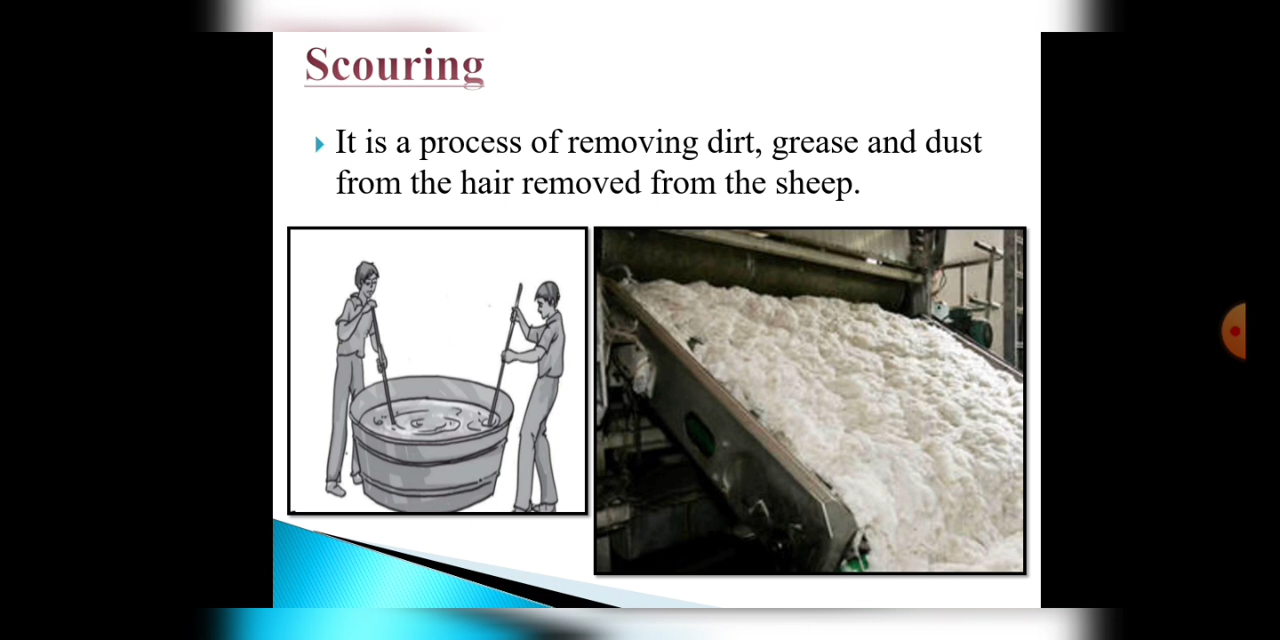 Scouring
It is a process of removing dirt, grease and dust
from the hair removed from the sheep.